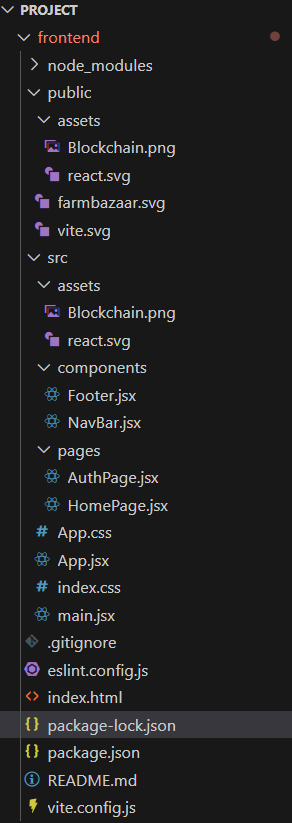 PROJECT
frontend
node_modules
public
assets
Blockchain.png
react.svg
farmbazaar.svg
vite.svg
src
assets
Blockchain.png
react.svg
components
Footer.jsx
NavBar.jsx
pages
AuthPage.jsx
HomePage.jsx
# App.css
App.jsx
# index.css
main.jsx
.gitignore
eslint.config.js
<> index.html
{} package-lock.json
{} package.json
README.md
vite.config.js